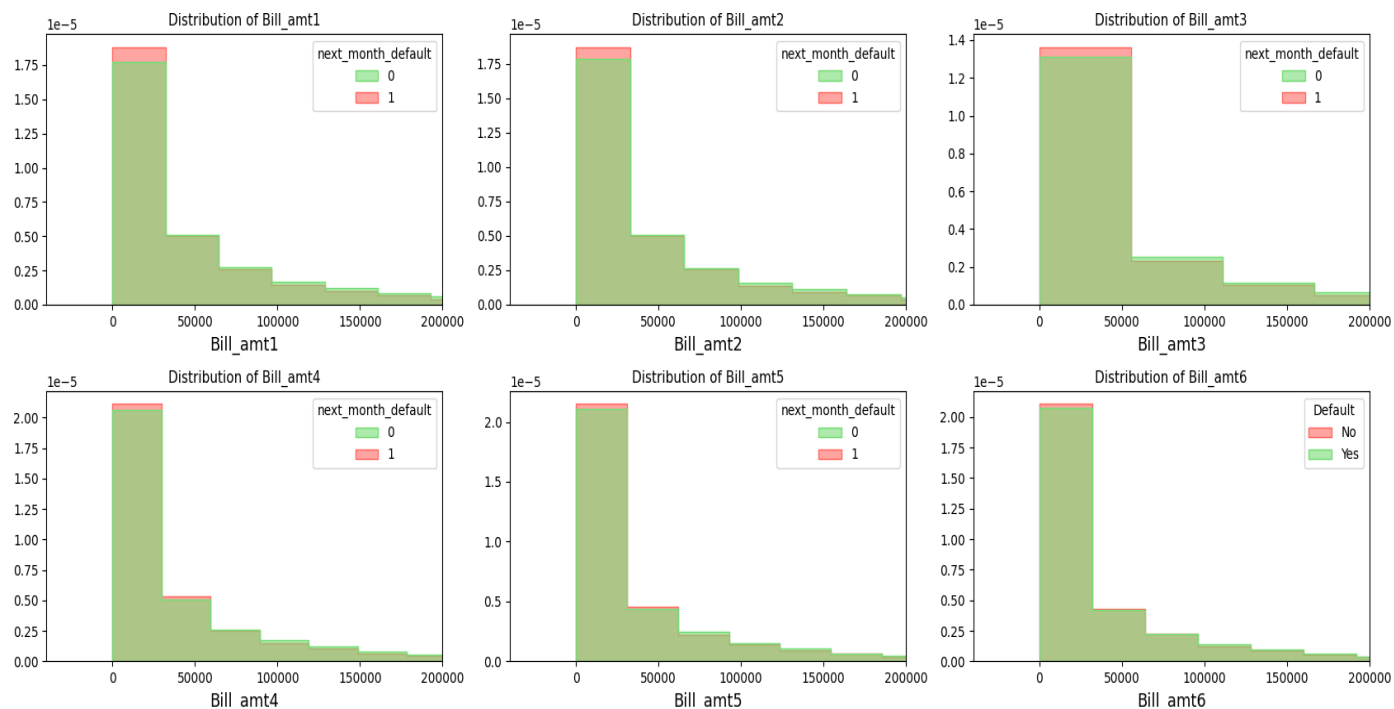 Distribution of Bill_amt1
1e−5
next_month_default
0
1
1.75
1.50
1.25
1.00
0.75
0.50
0.25
0.00
0 50000 100000 150000 200000
Bill_amt1
Distribution of Bill_amt2
1e−5
next_month_default
0
1
1.75
1.50
1.25
1.00
0.75
0.50
0.25
0.00
0 50000 100000 150000 200000
Bill_amt2
Distribution of Bill_amt3
1e−5
next_month_default
0
1
1.4
1.2
1.0
0.8
0.6
0.4
0.2
0.0
0 50000 100000 150000 200000
Bill_amt3
Distribution of Bill_amt4
1e−5
next_month_default
0
1
2.00
1.75
1.50
1.25
1.00
0.75
0.50
0.25
0.00
0 50000 100000 150000 200000
Bill_amt4
Distribution of Bill_amt5
1e−5
next_month_default
0
1
2.0
1.5
1.0
0.5
0.0
0 50000 100000 150000 200000
Bill_amt5
Distribution of Bill_amt6
1e−5
Default
No
Yes
2.00
1.75
1.50
1.25
1.00
0.75
0.50
0.25
0.00
0 50000 100000 150000 200000
Bill_amt6